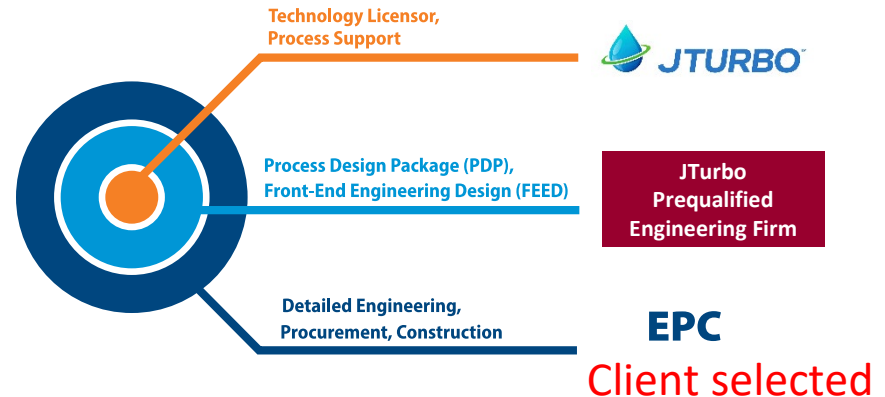 Technology Licensor,
Process Support
JTURBO
Process Design Package (PDP),
Front-End Engineering Design (FEED)
JTurbo
Prequalified
Engineering Firm
Detailed Engineering,
Procurement, Construction
EPC
Client selected